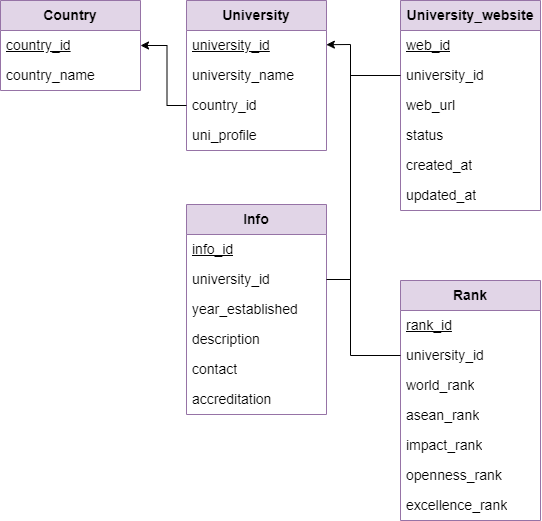 Country
country_id
country_name
University
university_id
university_name
country_id
uni_profile
University_website
web_id
university_id
web_url
status
created_at
updated_at
Info
info_id
university_id
year_established
description
contact
accreditation
Rank
rank_id
university_id
world_rank
asean_rank
impact_rank
openness_rank
excellence_rank